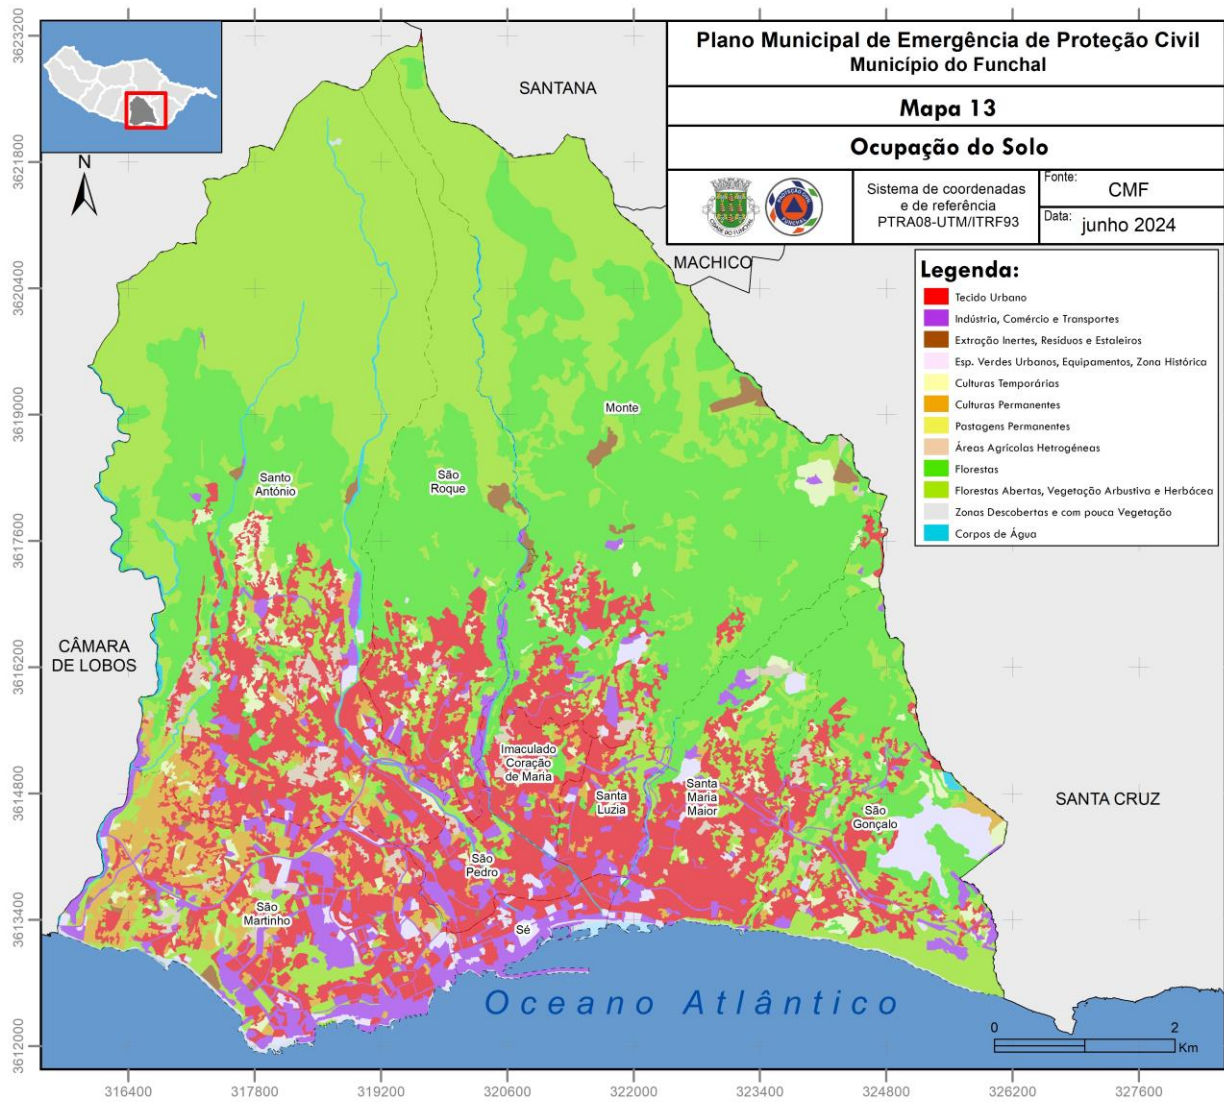 Plano Municipal de Emergência de Proteção Civil
Município do Funchal
Mapa 13
Ocupação do Solo
Sistema de coordenadas
e de referência
PTRA08-UTM/ITRF93
Fonte:
CMF
Data:
junho 2024
Legenda:
Tecido Urbano
Indústria, Comércio e Transportes
Extração Inertes, Resíduos e Estaleiros
Esp. Verdes Urbanos, Equipamentos, Zona Histórica
Culturas Temporárias
Culturas Permanentes
Pastagens Permanentes
Áreas Agrícolas Hetrogéneas
Florestas
Florestas Abertas, Vegetação Arbustiva e Herbácea
Zonas Descobertas e com pouca Vegetação
Corpos de Água
N
SANTANA
MACHICO
Monte
Santo
António
São
Roque
CÂMARA
DE LOBOS
Imaculado
Coração
de Maria
Santa
Luzia
Santa
Maria
Maior
São
Gonçalo
SANTA CRUZ
São
Pedro
São
Martinho
Sé
Oceano Atlântico
0
2
Km
3623200
3621800
3620400
3619000
3617600
3616200
3614800
3613400
3612000
316400
317800
319200
320600
322000
323400
324800
326200
327600